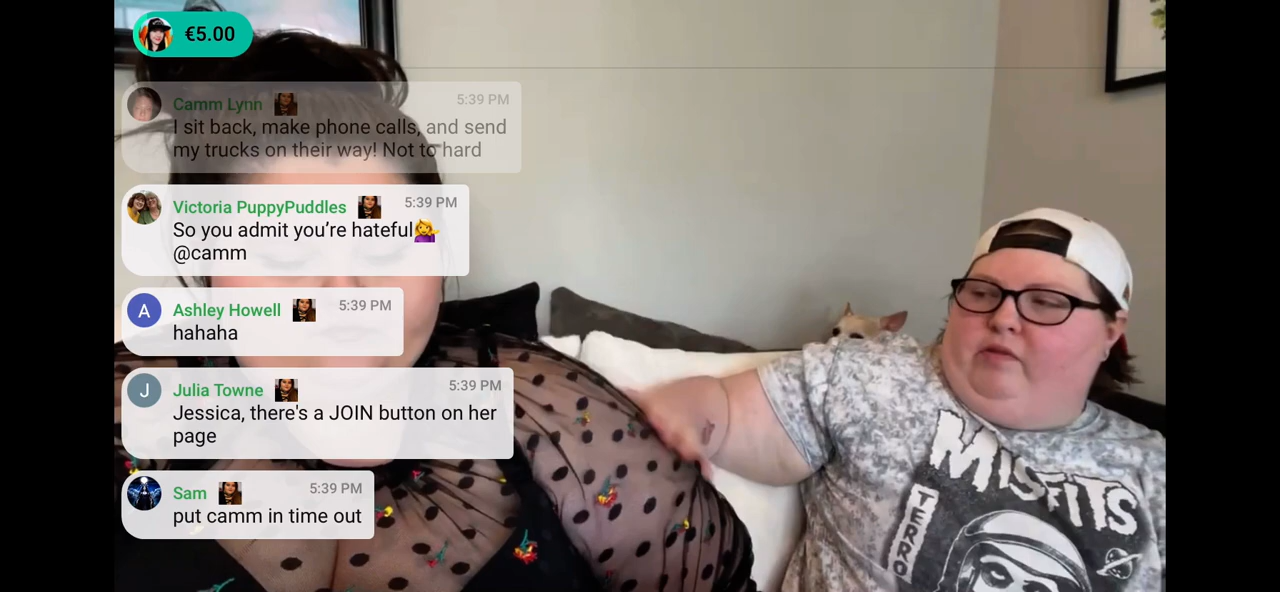 €5.00
Camm Lynn 5:39 PM
I sit back, make phone calls, and send
my trucks on their way! Not to hard
Victoria PuppyPuddles 5:39 PM
So you admit you’re hateful💁‍♀️
@camm
A Ashley Howell 5:39 PM
hahaha
J Julia Towne 5:39 PM
Jessica, there's a JOIN button on her
page
Sam 5:39 PM
put camm in time out
MISFITS
TERRO